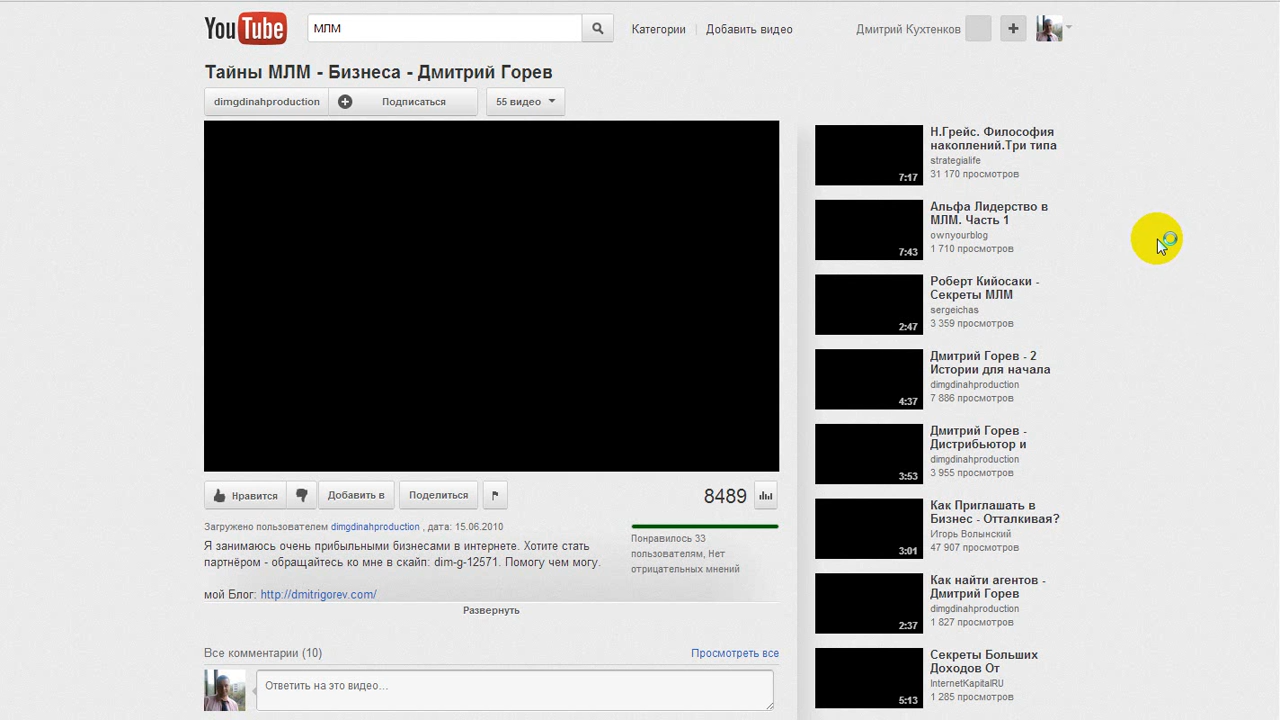 YouTube
МЛМ
Категории
Добавить видео
Дмитрий Кухтенков
Тайны МЛМ - Бизнеса - Дмитрий Горев
dimgdinahproduction
Подписаться
55 видео
Нравится
Добавить в
Поделиться
8489
Загружено пользователем dimgdinahproduction , дата: 15.06.2010
Я занимаюсь очень прибыльными бизнесами в интернете. Хотите стать
партнёром - обращайтесь ко мне в скайп: dim-g-12571. Помогу чем могу.
мой Блог: http://dmitrigorev.com/
Понравилось 33
пользователям, Нет
отрицательных мнений
Развернуть
Все комментарии (10)
Просмотреть все
Ответить на это видео...
7:17
Н.Грейс. Философия
накоплений.Три типа
strategialife
31 170 просмотров
7:43
Альфа Лидерство в
МЛМ. Часть 1
ownyourblog
1 710 просмотров
2:47
Роберт Кийосаки -
Секреты МЛМ
sergeichas
3 359 просмотров
4:37
Дмитрий Горев - 2
Истории для начала
dimgdinahproduction
7 886 просмотров
3:53
Дмитрий Горев -
Дистрибьютор и
dimgdinahproduction
3 955 просмотров
3:01
Как Приглашать в
Бизнес - Отталкивая?
Игорь Волынский
47 907 просмотров
2:37
Как найти агентов -
Дмитрий Горев
dimgdinahproduction
1 827 просмотров
5:13
Секреты Больших
Доходов От
InternetKapitalRU
1 285 просмотров